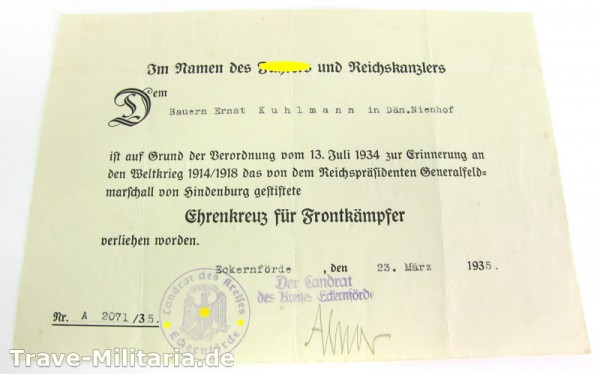 Im Namen des Führers und Reichskanzlers
Dem
Bauern Ernst Kuhlmann in Dän.Nienhof
ist auf Grund der Verordnung vom 13. Juli 1934 zur Erinnerung an
den Weltkrieg 1914/1918 das von dem Reichspräsidenten Generalfeld-
marschall von Hindenburg gestiftete
Ehrenkreuz für Frontkämpfer
verliehen worden.
Eckernförde, den 23. März 1935.
Der Landrat
des Kreises Eckernförde
Landrat des Kreises
Eckernförde
Nr. A 2071/35.
Trave-Militaria.de